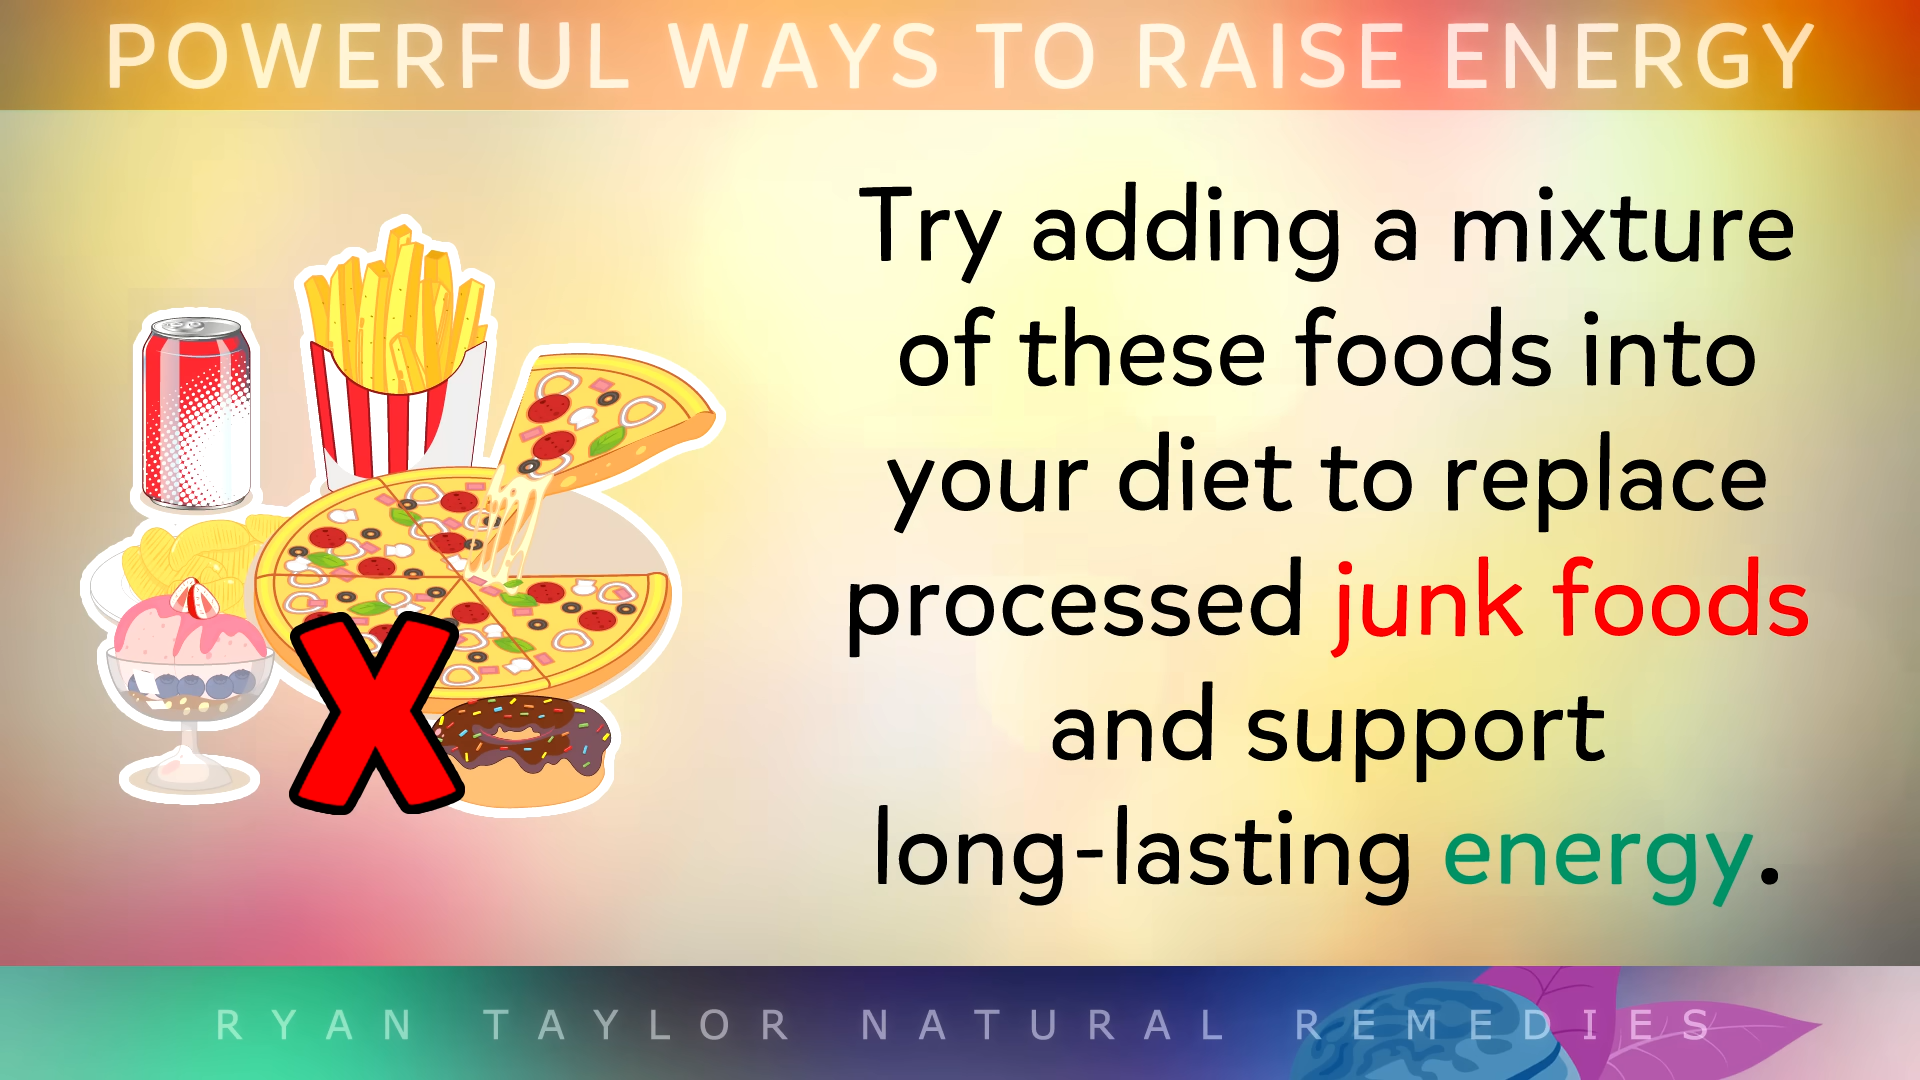 POWERFUL WAYS TO RAISE ENERGY
Try adding a mixture
of these foods into
your diet to replace
processed junk foods
and support
long-lasting energy.
RYAN TAYLOR NATURAL REMEDIES